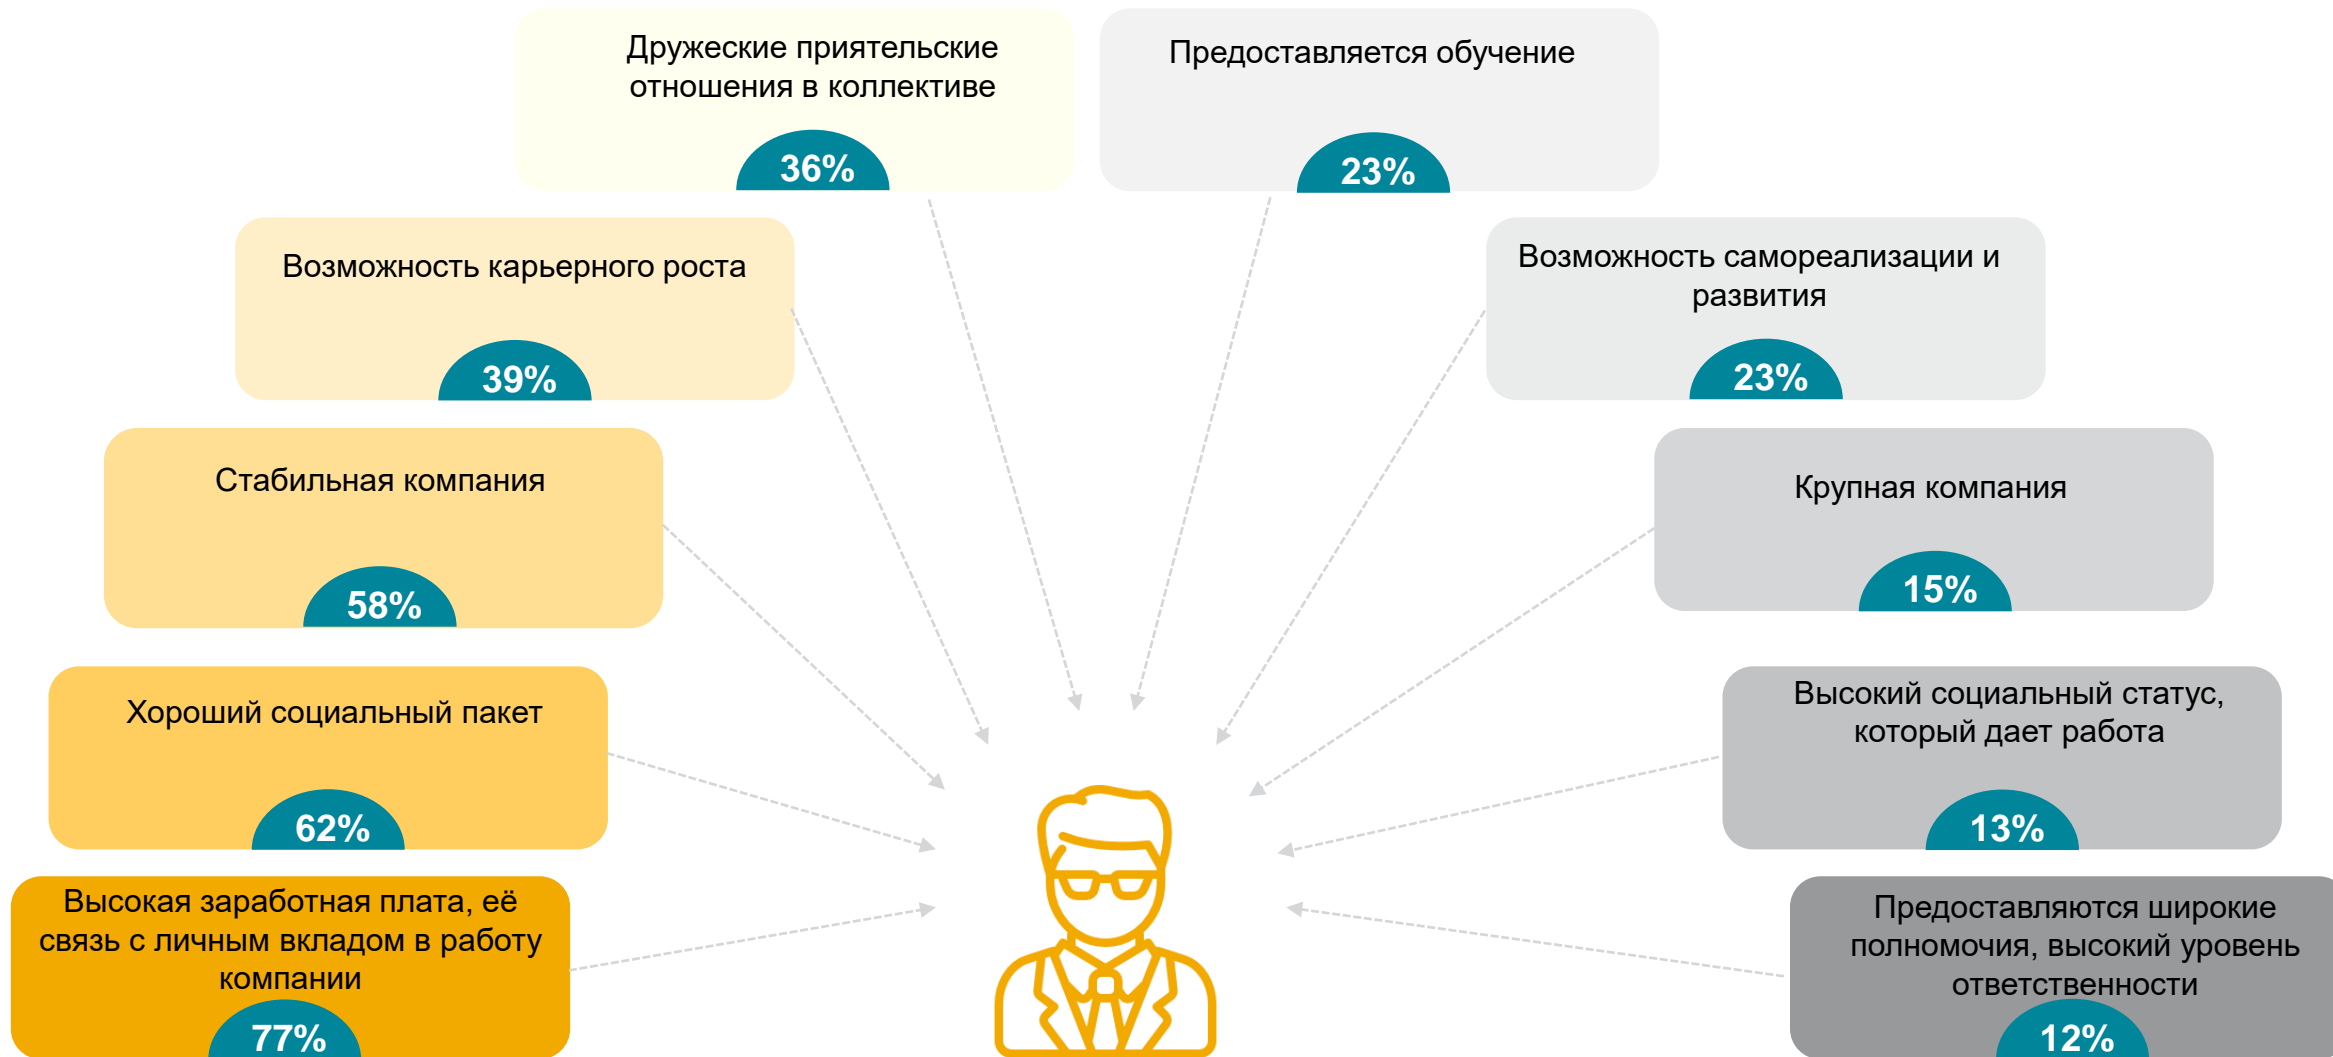 Дружеские приятельские
отношения в коллективе
36%
Предоставляется обучение
23%
Возможность карьерного роста
39%
Возможность самореализации и
развития
23%
Стабильная компания
58%
Крупная компания
15%
Хороший социальный пакет
62%
Высокий социальный статус,
который дает работа
13%
Высокая заработная плата, её
связь с личным вкладом в работу
компании
77%
Предоставляются широкие
полномочия, высокий уровень
ответственности
12%